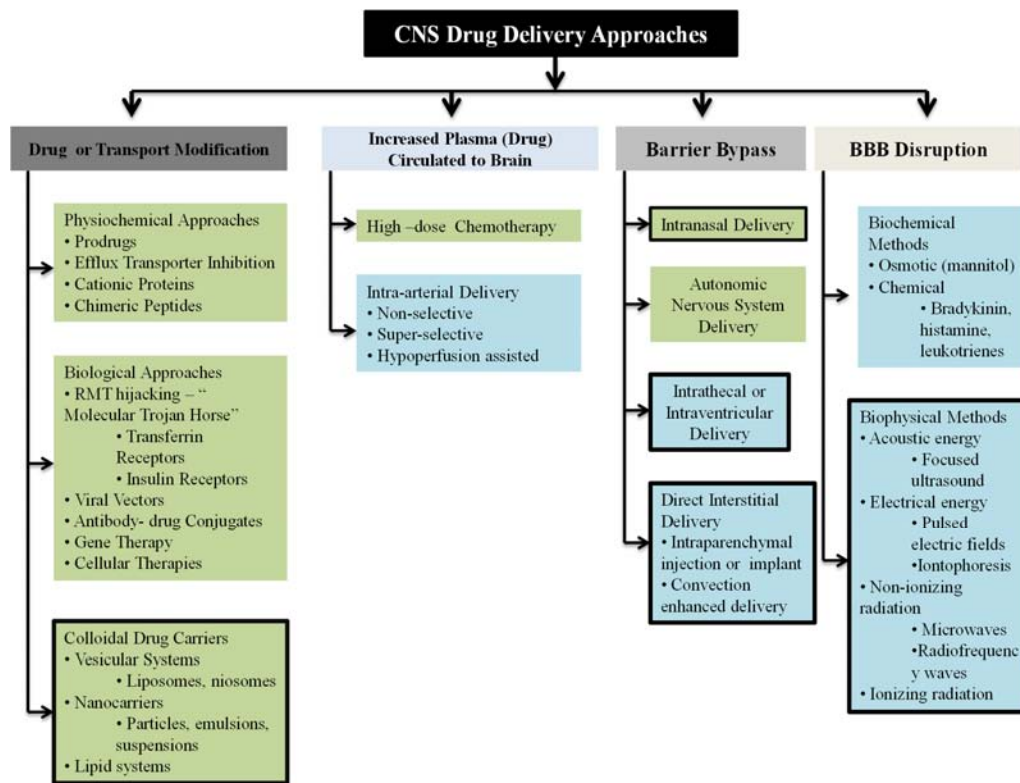 CNS Drug Delivery Approaches
Drug or Transport Modification
Physiochemical Approaches
• Prodrugs
• Efflux Transporter Inhibition
• Cationic Proteins
• Chimeric Peptides
Biological Approaches
• RMT hijacking – “
Molecular Trojan Horse”
• Transferrin
Receptors
• Insulin Receptors
• Viral Vectors
• Antibody- drug Conjugates
• Gene Therapy
• Cellular Therapies
Colloidal Drug Carriers
• Vesicular Systems
• Liposomes, niosomes
• Nanocarriers
• Particles, emulsions,
suspensions
• Lipid systems
Increased Plasma (Drug)
Circulated to Brain
High –dose Chemotherapy
Intra-arterial Delivery
• Non-selective
• Super-selective
• Hypoperfusion assisted
Barrier Bypass
Intranasal Delivery
Autonomic
Nervous System
Delivery
Intrathecal or
Intraventricular
Delivery
Direct Interstitial
Delivery
• Intraparenchymal
injection or implant
• Convection
enhanced delivery
BBB Disruption
Biochemical
Methods
• Osmotic (mannitol)
• Chemical
• Bradykinin,
histamine,
leukotrienes
Biophysical Methods
• Acoustic energy
• Focused
ultrasound
• Electrical energy
• Pulsed
electric fields
•Iontophoresis
• Non-ionizing
radiation
• Microwaves
•Radiofrequenc
y waves
• Ionizing radiation